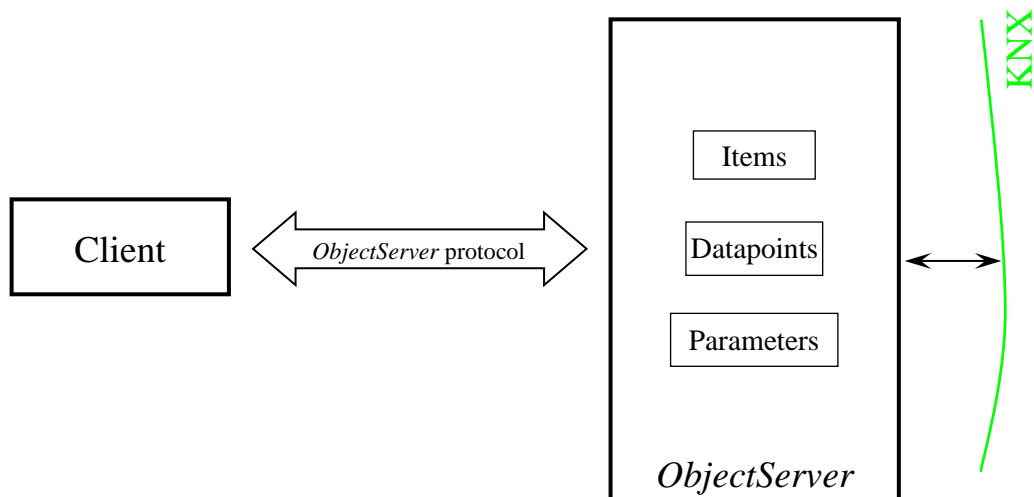 KNX
Items
Client
ObjectServer protocol
Datapoints
Parameters
ObjectServer